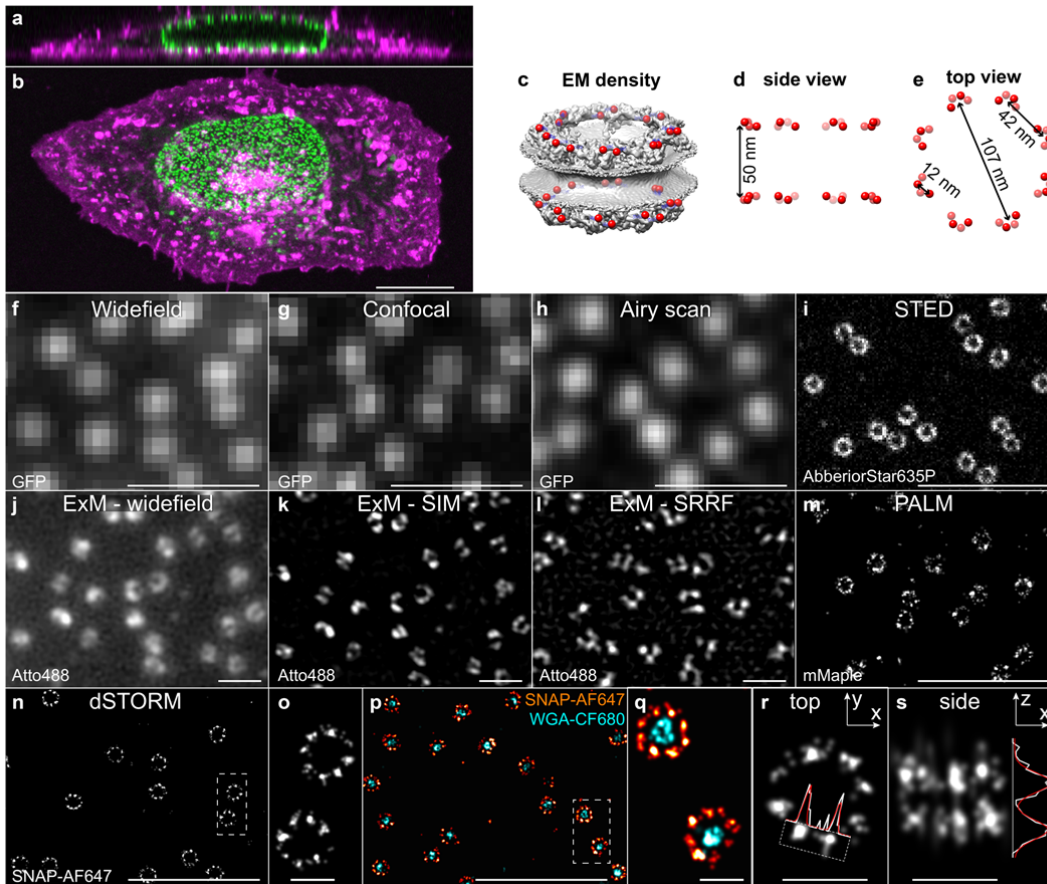 a
b
c EM density
d side view
e top view
50 nm
42 nm
107 nm
12 nm
f Widefield
GFP
g Confocal
GFP
h Airy scan
GFP
i STED
AbberiorStar635P
j ExM - widefield
Atto488
k ExM - SIM
Atto488
l ExM - SRRF
Atto488
m PALM
mMaple
n dSTORM
SNAP-AF647
o
p SNAP-AF647
WGA-CF680
q
r top
y
x
s side
z
x